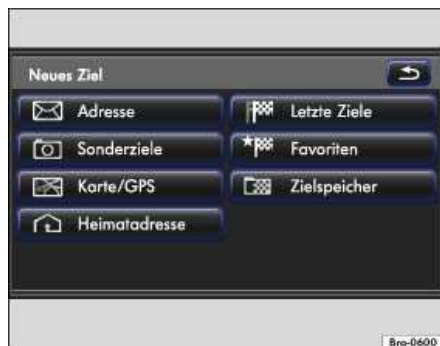 Neues Ziel
Adresse
Letzte Ziele
Sonderziele
Favoriten
Karte/GPS
Zielspeicher
Heimatadresse
Bro-0600